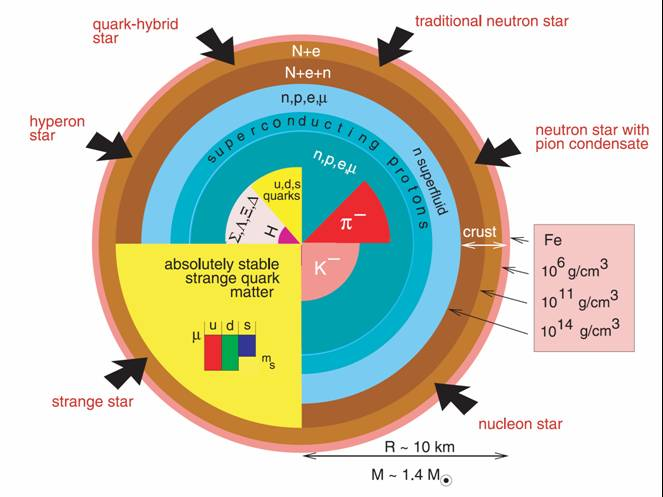 quark-hybrid
star
traditional neutron star
N+e
N+e+n
n,p,e,μ
hyperon
star
neutron star with
pion condensate
superconducting protons
n,p,e,μ
n superfluid
u,d,s
quarks
Σ,Λ,Ξ,Δ
H
π⁻
K⁻
crust
Fe
10⁶ g/cm³
10¹¹ g/cm³
10¹⁴ g/cm³
absolutely stable
strange quark
matter
u d s
μ
mₛ
strange star
nucleon star
R ~ 10 km
M ~ 1.4 M☉